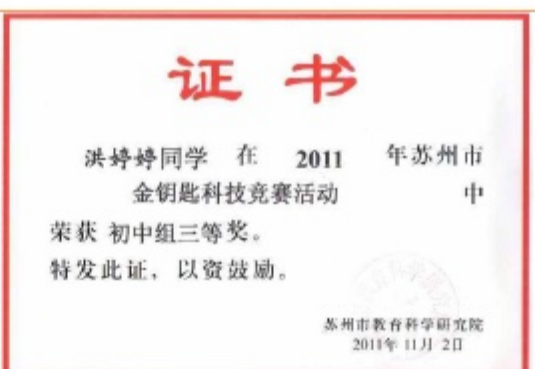 证书
洪婷婷同学 在 2011 年苏州市
金钥匙科技竞赛活动 中
荣获 初中组三等奖。
特发此证，以资鼓励。
苏州市教育科学研究院
2011年 11月 2日